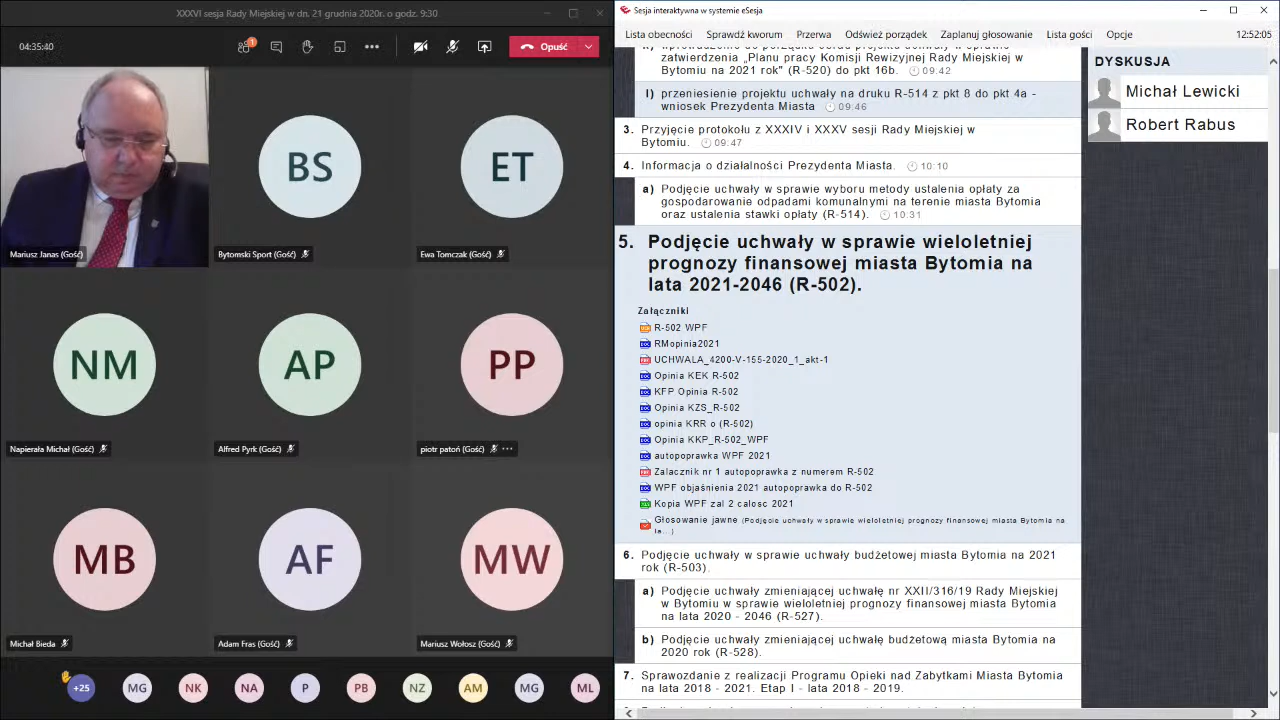 XXXVI sesja Rady Miejskiej w dn. 21 grudnia 2020r. o godz. 9:30
04:35:40
1
Opuść
Mariusz Janas (Gość)
BS
Bytomski Sport (Gość)
ET
Ewa Tomczak (Gość)
NM
Napierała Michał (Gość)
AP
Alfred Pyrk (Gość)
PP
piotr patoń (Gość)
MB
Michał Bieda
AF
Adam Fras (Gość)
MW
Mariusz Wołosz (Gość)
+25
MG
NK
NA
P
PB
NZ
AM
MG
ML
Sesja interaktywna w systemie eSesja
Lista obecności Sprawdź kworum Przerwa Odśwież porządek Zaplanuj głosowanie Lista gości Opcje
12:52:05
zatwierdzenia „Planu pracy Komisji Rewizyjnej Rady Miejskiej w
Bytomiu na 2021 rok" (R-520) do pkt 16b. 09:42
l) przeniesienie projektu uchwały na druku R-514 z pkt 8 do pkt 4a -
wniosek Prezydenta Miasta 09:46
3. Przyjęcie protokołu z XXXIV i XXXV sesji Rady Miejskiej w
Bytomiu. 09:47
4. Informacja o działalności Prezydenta Miasta. 10:10
a) Podjęcie uchwały w sprawie wyboru metody ustalenia opłaty za
gospodarowanie odpadami komunalnymi na terenie miasta Bytomia
oraz ustalenia stawki opłaty (R-514). 10:31
5. Podjęcie uchwały w sprawie wieloletniej
prognozy finansowej miasta Bytomia na
lata 2021-2046 (R-502).
Załączniki
R-502 WPF
RMopinia2021
UCHWALA_4200-V-155-2020_1_akt-1
Opinia KEK R-502
KFP Opinia R-502
Opinia KZS_R-502
opinia KRR o (R-502)
Opinia KKP_R-502_WPF
autopoprawka WPF 2021
Zalacznik nr 1 autopoprawka z numerem R-502
WPF objaśnienia 2021 autopoprawka do R-502
Kopia WPF zal 2 calosc 2021
Głosowanie jawne (Podjęcie uchwały w sprawie wieloletniej prognozy finansowej miasta Bytomia na
la...)
6. Podjęcie uchwały w sprawie uchwały budżetowej miasta Bytomia na 2021
rok (R-503).
a) Podjęcie uchwały zmieniającej uchwałę nr XXII/316/19 Rady Miejskiej
w Bytomiu w sprawie wieloletniej prognozy finansowej miasta Bytomia
na lata 2020 - 2046 (R-527).
b) Podjęcie uchwały zmieniającej uchwałę budżetową miasta Bytomia na
2020 rok (R-528).
7. Sprawozdanie z realizacji Programu Opieki nad Zabytkami Miasta Bytomia
na lata 2018 - 2021. Etap I - lata 2018 - 2019.
DYSKUSJA
Michał Lewicki
Robert Rabus